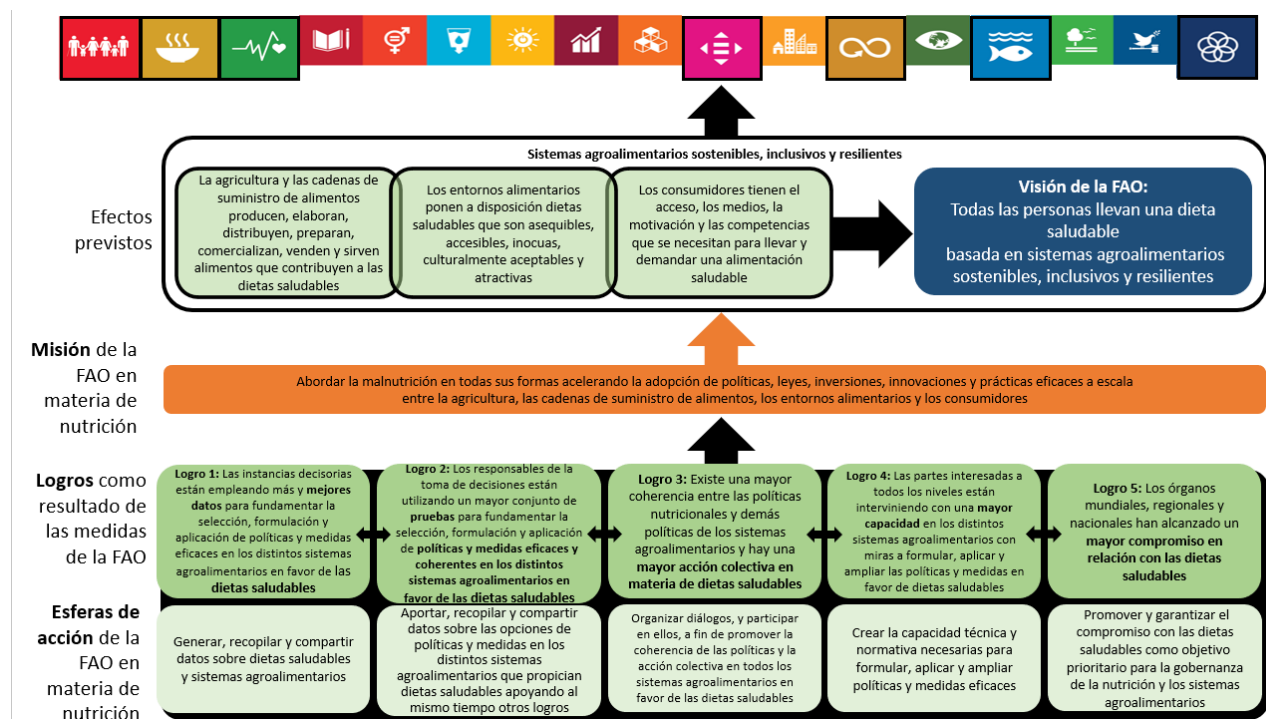 Sistemas agroalimentarios sostenibles, inclusivos y resilientes
Efectos
previstos
La agricultura y las cadenas de
suministro de alimentos
producen, elaboran,
distribuyen, preparan,
comercializan, venden y sirven
alimentos que contribuyen a las
dietas saludables
Los entornos alimentarios
ponen a disposición dietas
saludables que son asequibles,
accesibles, inocuas,
culturalmente aceptables y
atractivas
Los consumidores tienen el
acceso, los medios, la
motivación y las competencias
que se necesitan para llevar y
demandar una alimentación
saludable
Visión de la FAO:
Todas las personas llevan una dieta
saludable
basada en sistemas agroalimentarios
sostenibles, inclusivos y resilientes
Misión de la
FAO en
materia de
nutrición
Abordar la malnutrición en todas sus formas acelerando la adopción de políticas, leyes, inversiones, innovaciones y prácticas eficaces a escala
entre la agricultura, las cadenas de suministro de alimentos, los entornos alimentarios y los consumidores
Logros como
resultado de
las medidas
de la FAO
Logro 1: Las instancias decisorias
están empleando más y mejores
datos para fundamentar la
selección, formulación y
aplicación de políticas y medidas
eficaces en los distintos sistemas
agroalimentarios en favor de las
dietas saludables
Logro 2: Los responsables de la
toma de decisiones están
utilizando un mayor conjunto de
pruebas para fundamentar la
selección, formulación y aplicación
de políticas y medidas eficaces y
coherentes en los distintos
sistemas agroalimentarios en
favor de las dietas saludables
Logro 3: Existe una mayor
coherencia entre las políticas
nutricionales y demás
políticas de los sistemas
agroalimentarios y hay una
mayor acción colectiva en
materia de dietas saludables
Logro 4: Las partes interesadas a
todos los niveles están
interviniendo con una mayor
capacidad en los distintos
sistemas agroalimentarios con
miras a formular, aplicar y
ampliar las políticas y medidas en
favor de dietas saludables
Logro 5: Los órganos
mundiales, regionales y
nacionales han alcanzado un
mayor compromiso en
relación con las dietas
saludables
Esferas de
acción de la
FAO en
materia de
nutrición
Generar, recopilar y compartir
datos sobre dietas saludables
y sistemas agroalimentarios
Aportar, recopilar y compartir
datos sobre las opciones de
políticas y medidas en los
distintos sistemas
agroalimentarios que propician
dietas saludables apoyando al
mismo tiempo otros logros
Organizar diálogos, y participar
en ellos, a fin de promover la
coherencia de las políticas y la
acción colectiva en todos los
sistemas agroalimentarios en
favor de las dietas saludables
Crear la capacidad técnica y
normativa necesarias para
formular, aplicar y ampliar
políticas y medidas eficaces
Promover y garantizar el
compromiso con las dietas
saludables como objetivo
prioritario para la gobernanza
de la nutrición y los sistemas
agroalimentarios